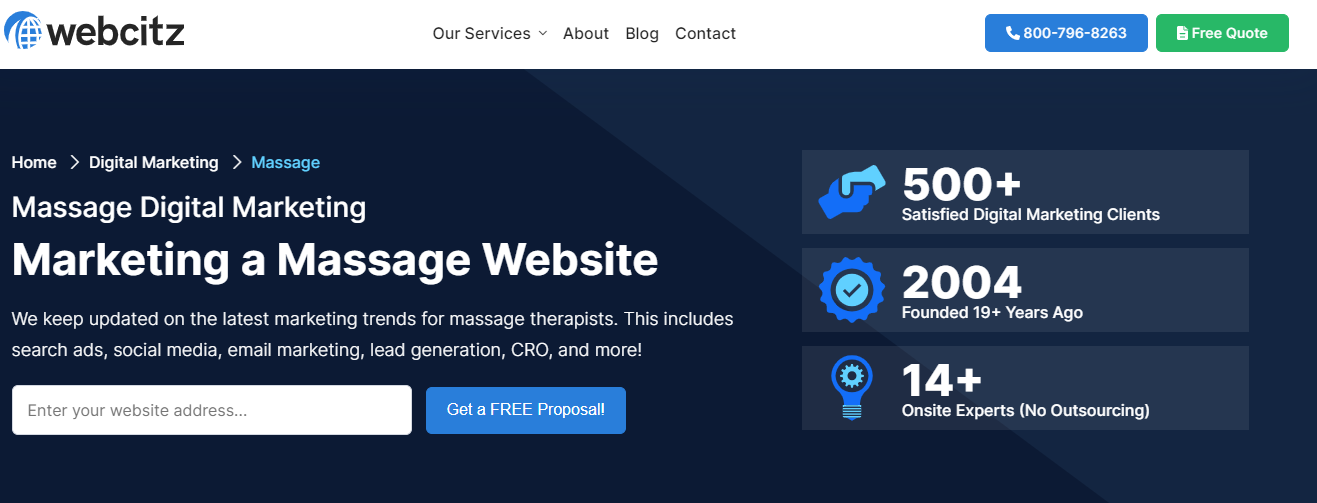 webcitz
Our Services
About
Blog
Contact
800-796-8263
Free Quote
Home
Digital Marketing
Massage
Massage Digital Marketing
Marketing a Massage Website
We keep updated on the latest marketing trends for massage therapists. This includes
search ads, social media, email marketing, lead generation, CRO, and more!
Enter your website address...
Get a FREE Proposal!
500+
Satisfied Digital Marketing Clients
2004
Founded 19+ Years Ago
14+
Onsite Experts (No Outsourcing)